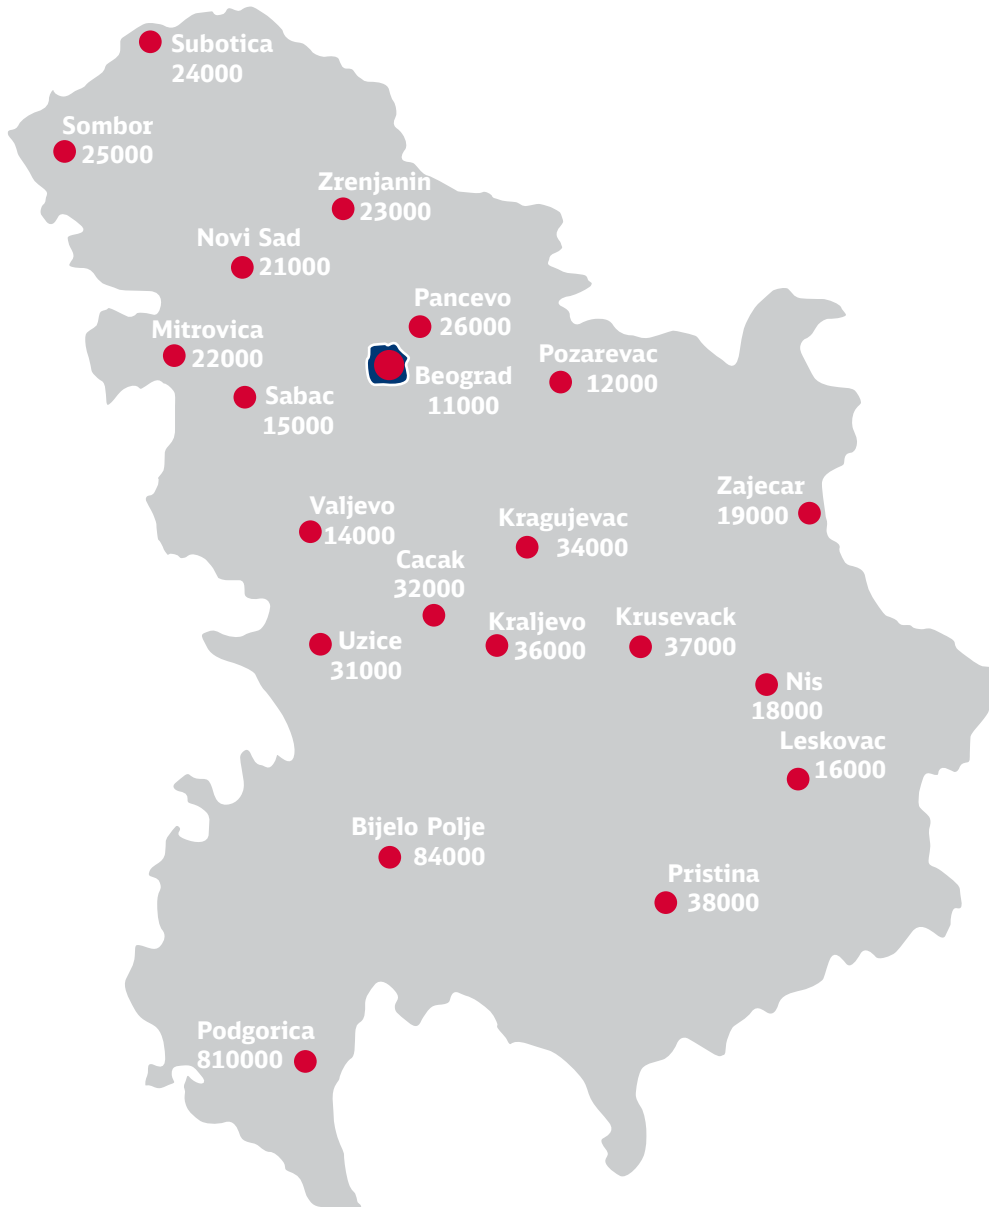 Subotica
24000
Sombor
25000
Zrenjanin
23000
Novi Sad
21000
Pancevo
26000
Mitrovica
22000
Beograd
11000
Pozarevac
12000
Sabac
15000
Zajecar
19000
Valjevo
14000
Kragujevac
34000
Cacak
32000
Kraljevo
36000
Krusevack
37000
Uzice
31000
Nis
18000
Leskovac
16000
Bijelo Polje
84000
Pristina
38000
Podgorica
810000